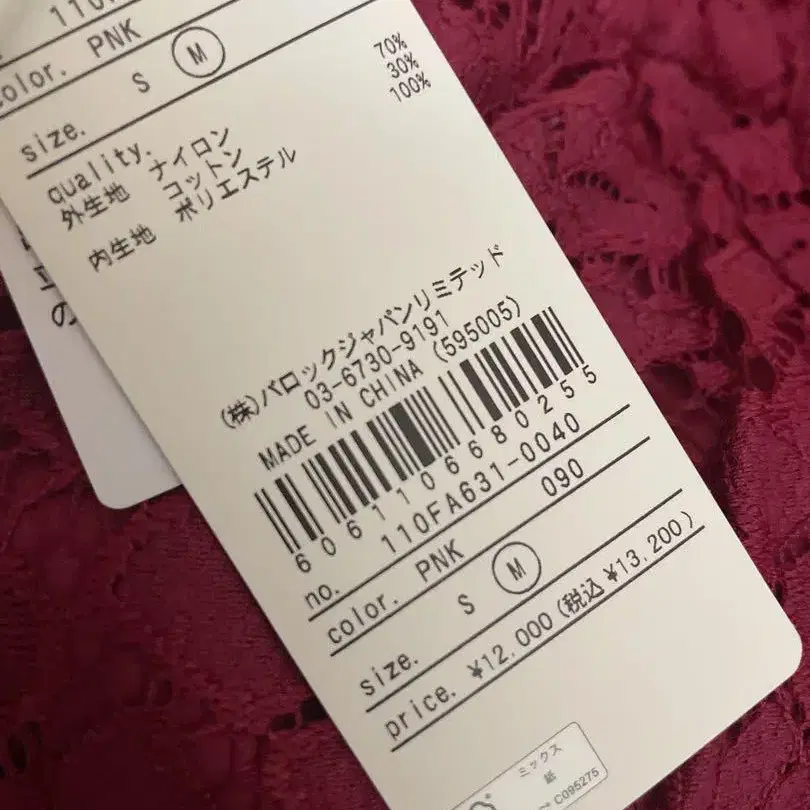 color. PNK
size. S M
quality.
外生地 ナイロン 70%
コットン 30%
内生地 ポリエステル 100%
(株)バロックジャパンリミテッド
03-6730-9191
MADE IN CHINA (595005)
6061106680255
no. 110FA631-0040
color. PNK 090
size. S M
price. ¥12,000(税込¥13,200)
ミックス
紙
C095275
の